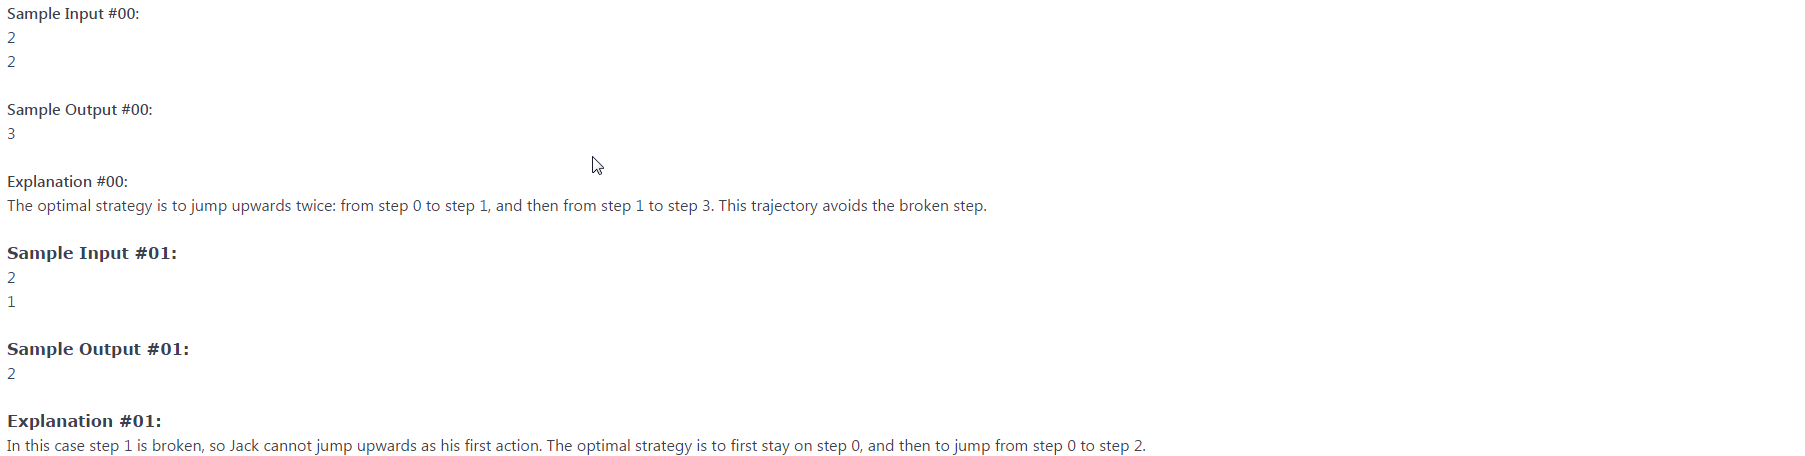 Sample Input #00:
2
2
Sample Output #00:
3
Explanation #00:
The optimal strategy is to jump upwards twice: from step 0 to step 1, and then from step 1 to step 3. This trajectory avoids the broken step.
Sample Input #01:
2
1
Sample Output #01:
2
Explanation #01:
In this case step 1 is broken, so Jack cannot jump upwards as his first action. The optimal strategy is to first stay on step 0, and then to jump from step 0 to step 2.